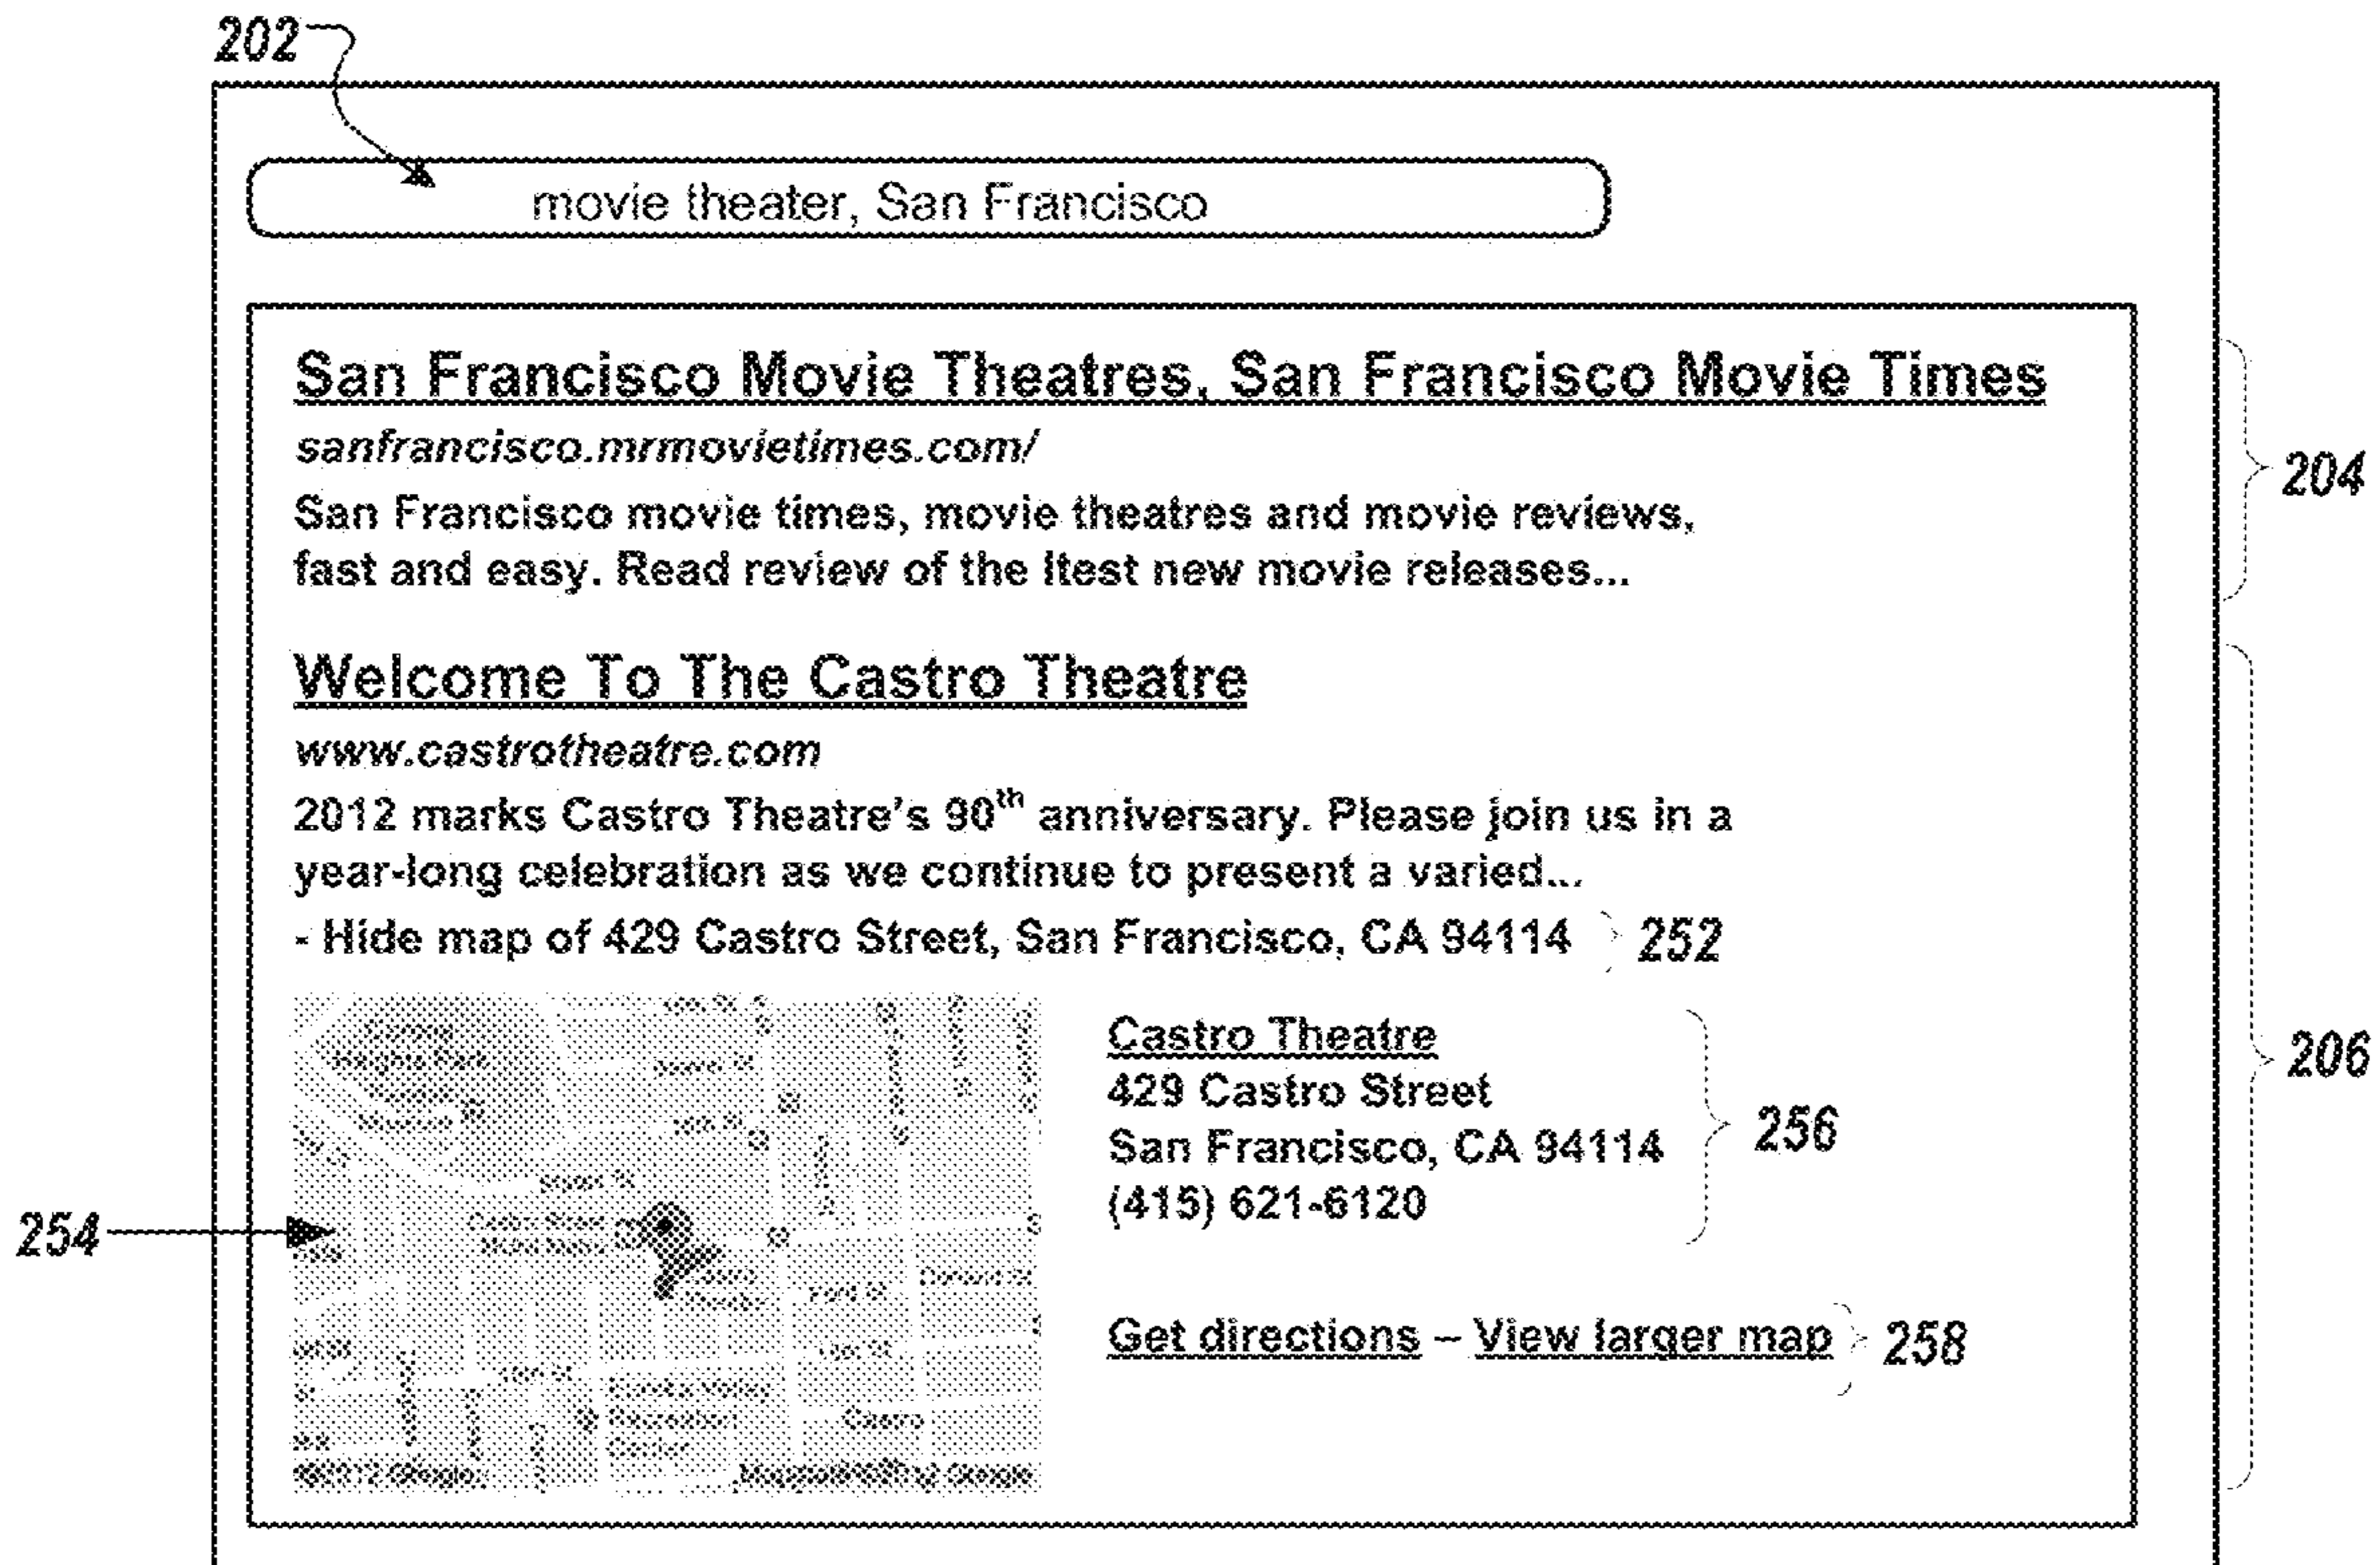 202
movie theater, San Francisco
San Francisco Movie Theatres, San Francisco Movie Times
sanfrancisco.mrmovietimes.com/
San Francisco movie times, movie theatres and movie reviews,
fast and easy. Read review of the ltest new movie releases...
204
Welcome To The Castro Theatre
www.castrotheatre.com
2012 marks Castro Theatre's 90th anniversary. Please join us in a
year-long celebration as we continue to present a varied...
- Hide map of 429 Castro Street, San Francisco, CA 94114
252
Castro Theatre
429 Castro Street
San Francisco, CA 94114
(415) 621-6120
256
206
254
Get directions – View larger map
258